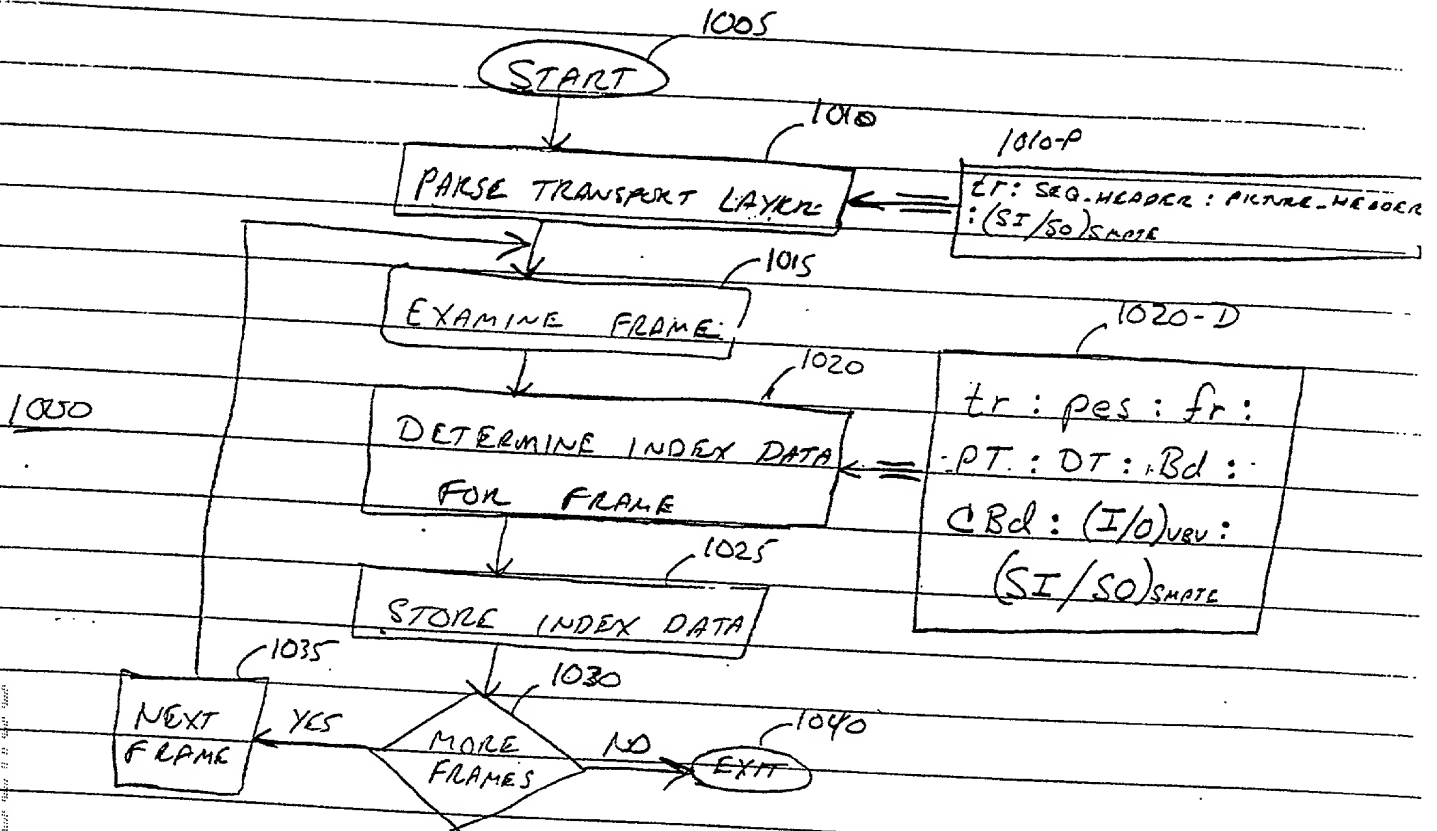 1005
START
1010
1010-P
PARSE TRANSPORT LAYER
tr: SEQ.HEADER : PICTURE_HEADER
: (SI/SO)SMPTE
1015
EXAMINE FRAME
1020
1020-D
1000
DETERMINE INDEX DATA
FOR FRAME
tr : pes : fr :
PT : DT : Bd :
CBd : (I/O)VBV :
(SI/SO)SMPTE
1025
STORE INDEX DATA
1035
1030
NEXT
FRAME
YES
MORE
FRAMES
NO
1040
EXIT